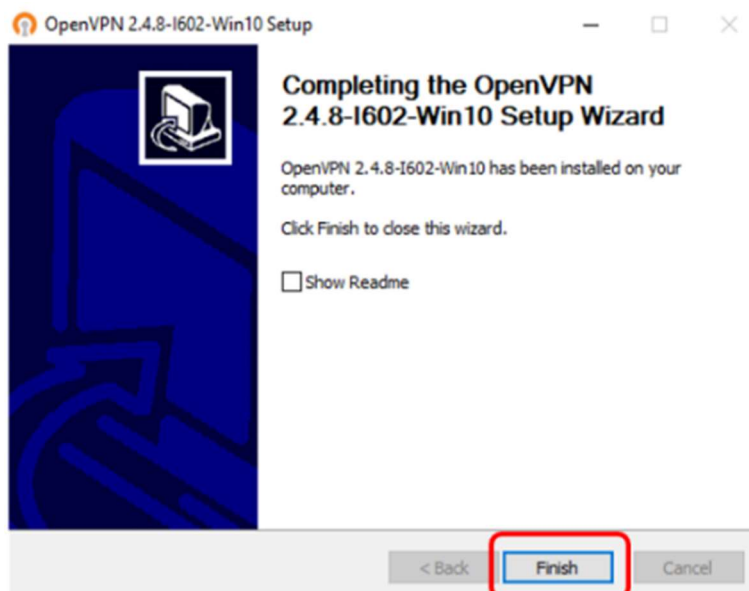 OpenVPN 2.4.8-I602-Win10 Setup
Completing the OpenVPN
2.4.8-I602-Win10 Setup Wizard
OpenVPN 2.4.8-I602-Win10 has been installed on your
computer.
Click Finish to close this wizard.
Show Readme
< Back
Finish
Cancel